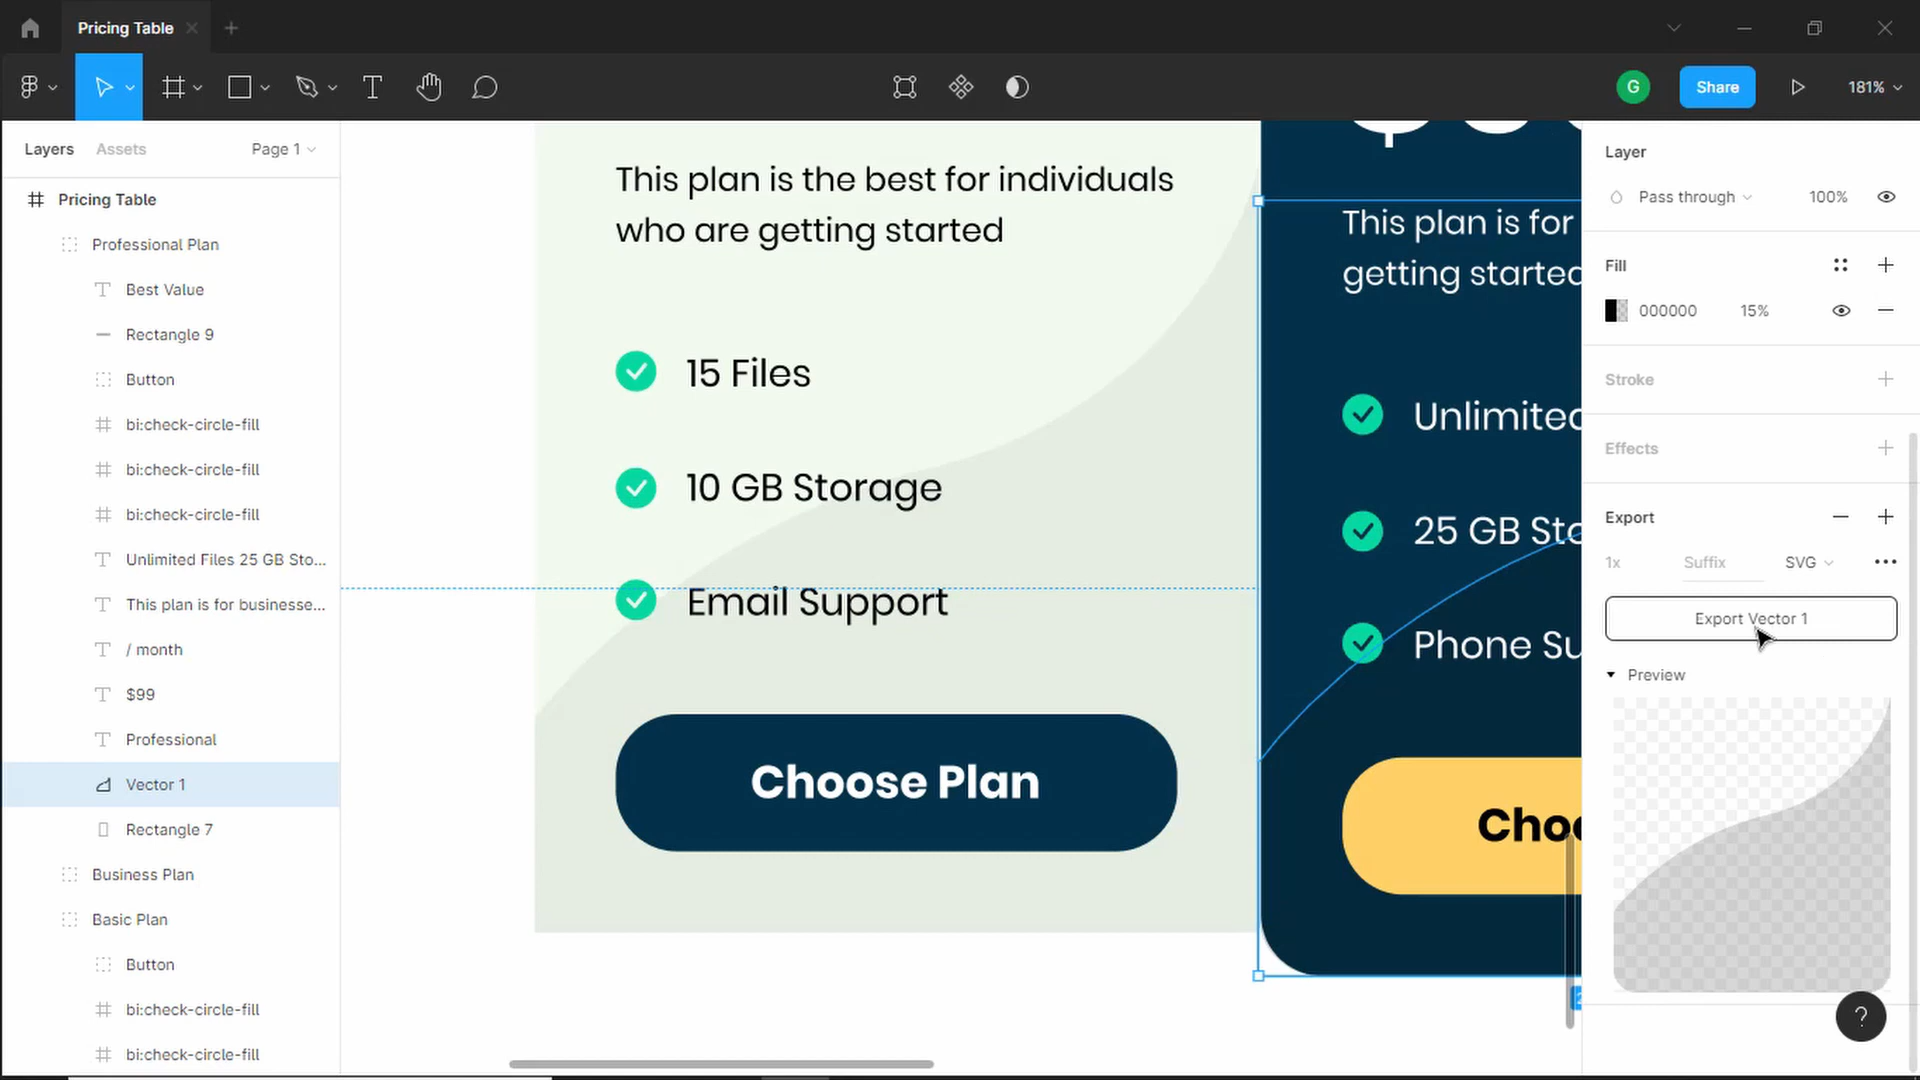 Pricing Table
G
Share
181%
Layers
Assets
Page 1
Pricing Table
Professional Plan
Best Value
Rectangle 9
Button
bi:check-circle-fill
bi:check-circle-fill
bi:check-circle-fill
Unlimited Files 25 GB Sto...
This plan is for businesse...
/ month
$99
Professional
Vector 1
Rectangle 7
Business Plan
Basic Plan
Button
bi:check-circle-fill
bi:check-circle-fill
This plan is the best for individuals
who are getting started
15 Files
10 GB Storage
Email Support
Choose Plan
This plan is for
getting started
Unlimited
25 GB Sto
Phone Su
Choo
Layer
Pass through
100%
Fill
000000
15%
Stroke
Effects
Export
1x
Suffix
SVG
Export Vector 1
Preview
?